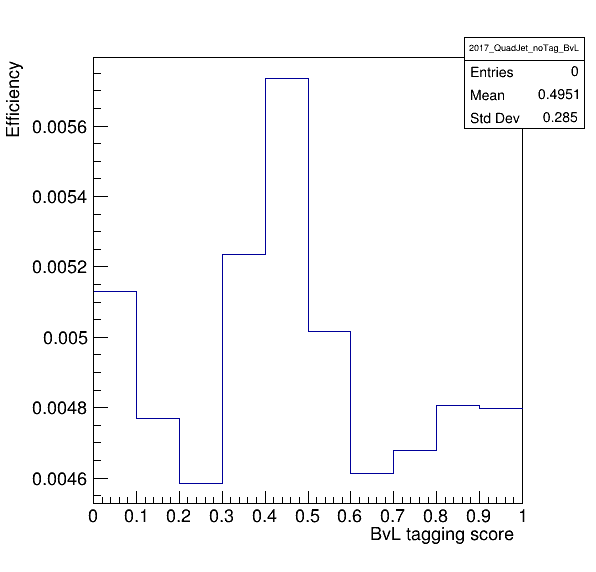 2017_QuadJet_noTag_BvL
Entries 0
Mean 0.4951
Std Dev 0.285
Efficiency
0.0056
0.0054
0.0052
0.005
0.0048
0.0046
0 0.1 0.2 0.3 0.4 0.5 0.6 0.7 0.8 0.9 1
BvL tagging score